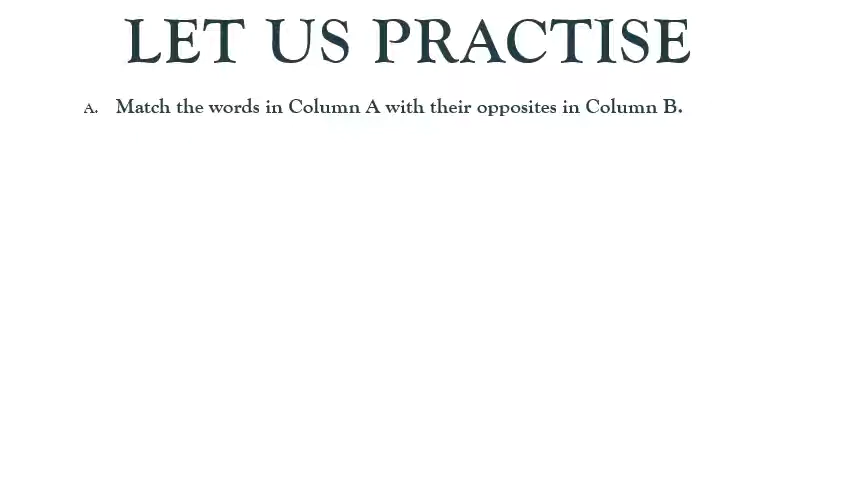 LET US PRACTISE
A. Match the words in Column A with their opposites in Column B.